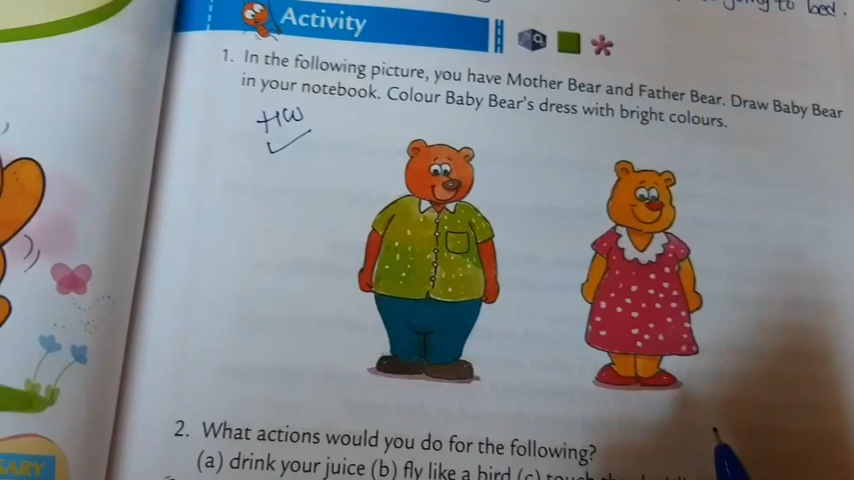 going to bed.
Activity
1. In the following picture, you have Mother Bear and Father Bear. Draw Baby Bear
in your notebook. Colour Baby Bear's dress with bright colours.
HW
2. What actions would you do for the following?
(a) drink your juice (b) fly like a bird (c) touch the